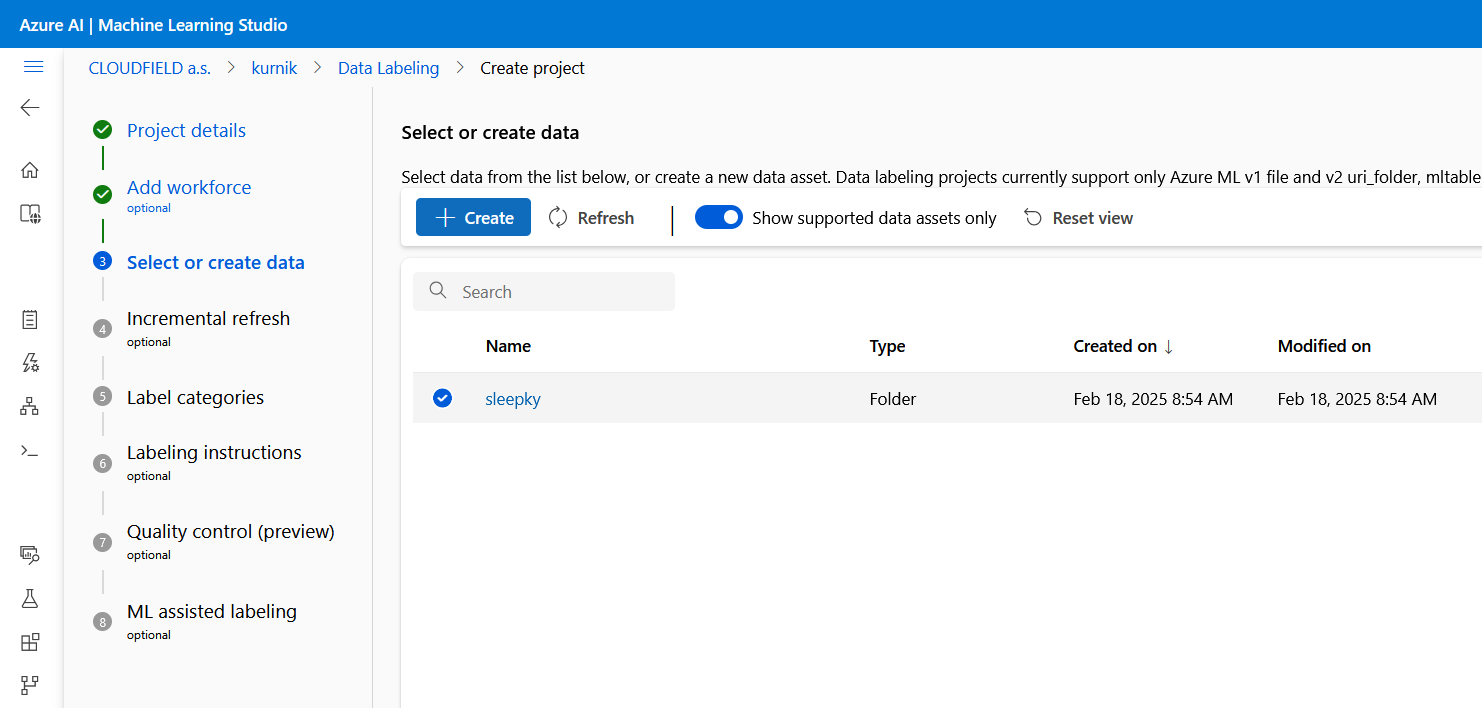 Azure AI | Machine Learning Studio
CLOUDFIELD a.s. > kurnik > Data Labeling > Create project
Project details
Add workforce
optional
3 Select or create data
4 Incremental refresh
optional
5 Label categories
6 Labeling instructions
optional
7 Quality control (preview)
optional
8 ML assisted labeling
optional
Select or create data
Select data from the list below, or create a new data asset. Data labeling projects currently support only Azure ML v1 file and v2 uri_folder, mltable
+ Create Refresh Show supported data assets only Reset view
Search
Name Type Created on ↓ Modified on
sleepky Folder Feb 18, 2025 8:54 AM Feb 18, 2025 8:54 AM